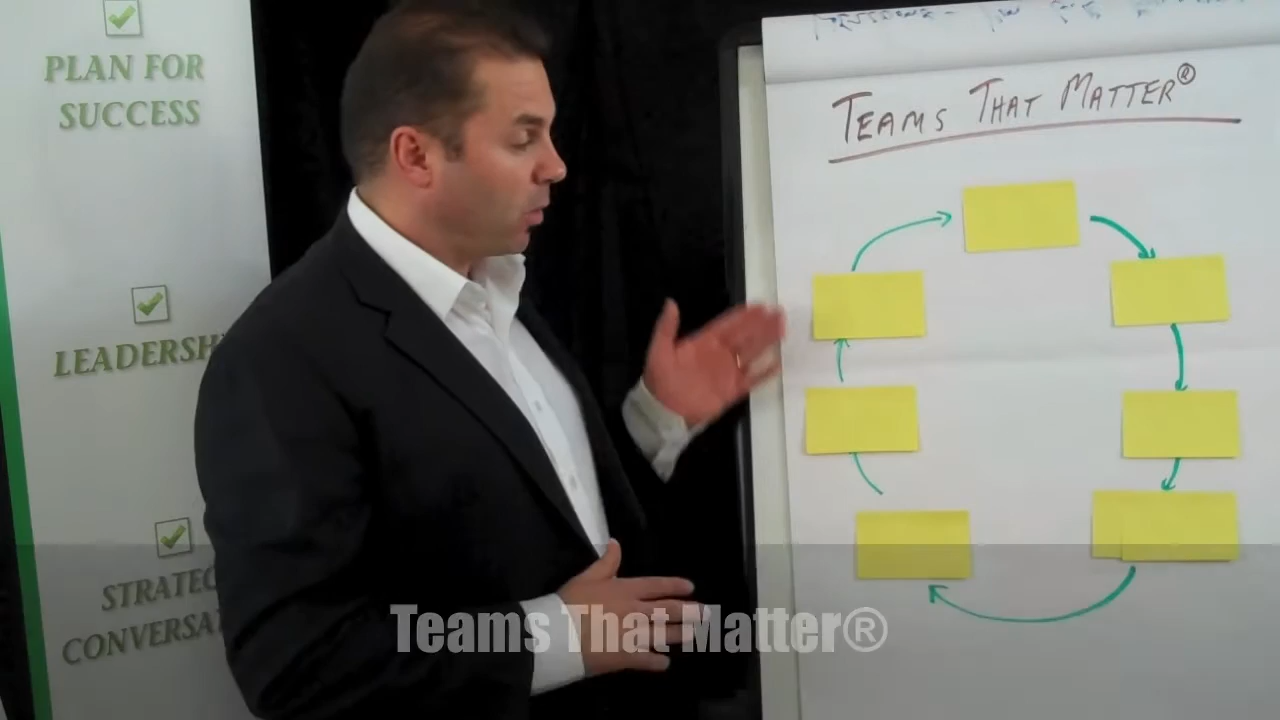 PLAN FOR
SUCCESS
LEADERSH
STRATEG
CONVERSAT
TEAMS THAT MATTER®
Teams That Matter®